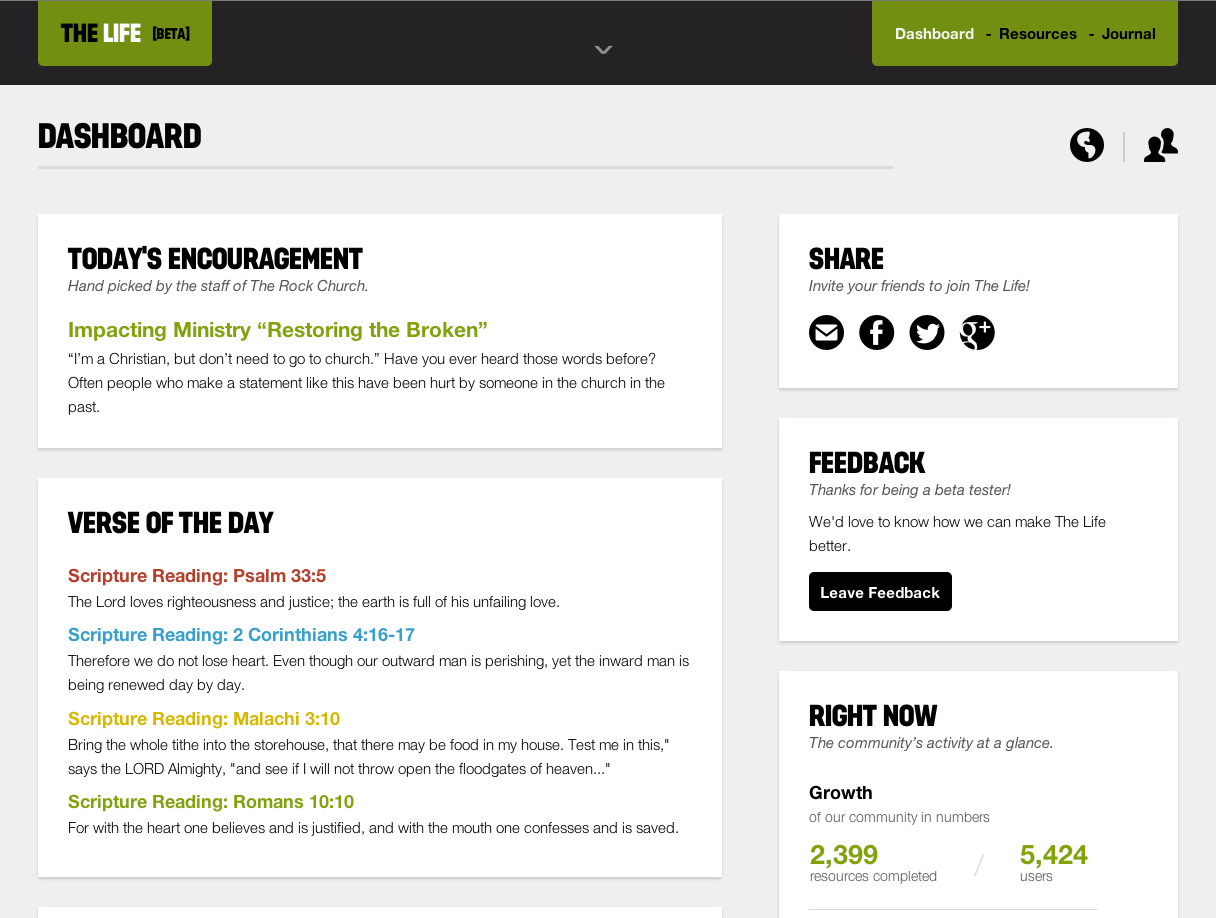 THE LIFE [BETA]
Dashboard - Resources - Journal
DASHBOARD
TODAY'S ENCOURAGEMENT
Hand picked by the staff of The Rock Church.
Impacting Ministry “Restoring the Broken”
“I’m a Christian, but don’t need to go to church.” Have you ever heard those words before?
Often people who make a statement like this have been hurt by someone in the church in the
past.
VERSE OF THE DAY
Scripture Reading: Psalm 33:5
The Lord loves righteousness and justice; the earth is full of his unfailing love.
Scripture Reading: 2 Corinthians 4:16-17
Therefore we do not lose heart. Even though our outward man is perishing, yet the inward man is
being renewed day by day.
Scripture Reading: Malachi 3:10
Bring the whole tithe into the storehouse, that there may be food in my house. Test me in this,"
says the LORD Almighty, "and see if I will not throw open the floodgates of heaven..."
Scripture Reading: Romans 10:10
For with the heart one believes and is justified, and with the mouth one confesses and is saved.
SHARE
Invite your friends to join The Life!
FEEDBACK
Thanks for being a beta tester!
We'd love to know how we can make The Life
better.
Leave Feedback
RIGHT NOW
The community’s activity at a glance.
Growth
of our community in numbers
2,399 / 5,424
resources completed users